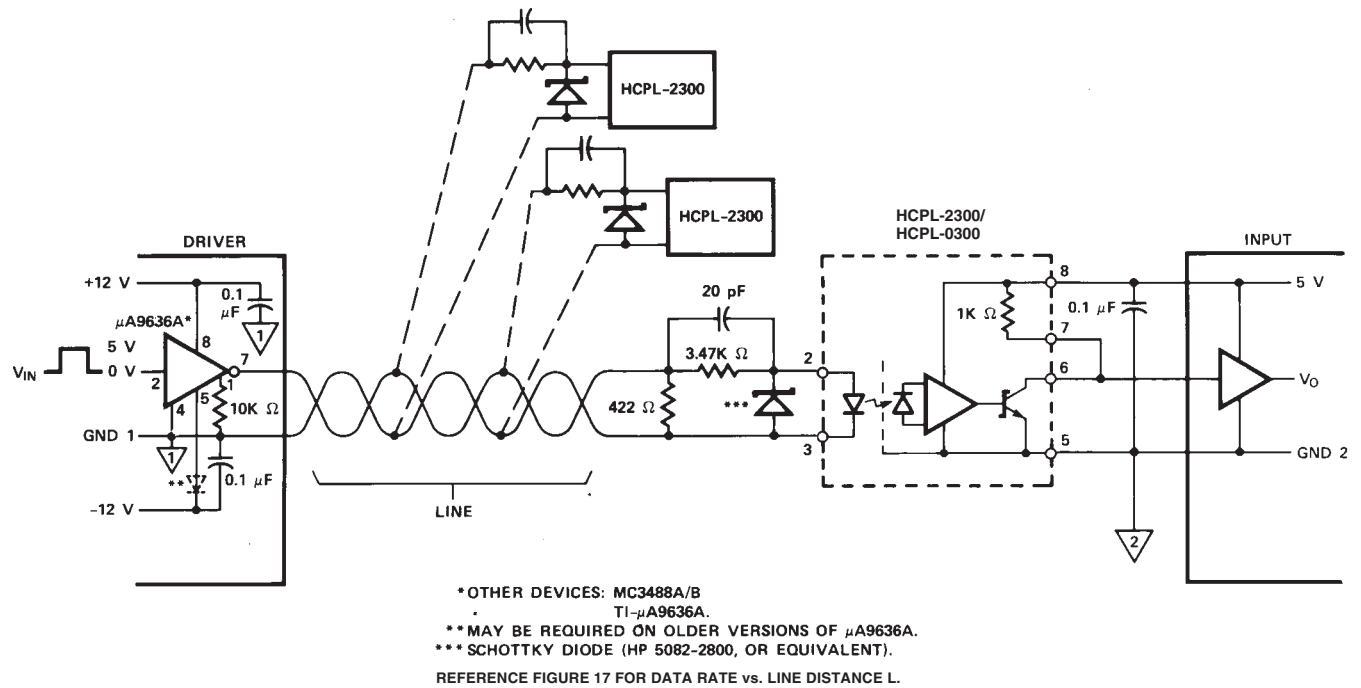 HCPL-2300
HCPL-2300
HCPL-2300/
HCPL-0300
DRIVER
INPUT
+12 V
0.1
µF
1
µA9636A*
8
5 V
0 V
VIN
2
7
1
5
4
10K Ω
GND 1
1
**
0.1 µF
-12 V
LINE
20 pF
3.47K Ω
422 Ω
***
2
3
8
1K Ω
7
6
5
0.1 µF
5 V
VO
GND 2
2
*OTHER DEVICES: MC3488A/B
TI-µA9636A.
**MAY BE REQUIRED ON OLDER VERSIONS OF µA9636A.
***SCHOTTKY DIODE (HP 5082-2800, OR EQUIVALENT).
REFERENCE FIGURE 17 FOR DATA RATE vs. LINE DISTANCE L.